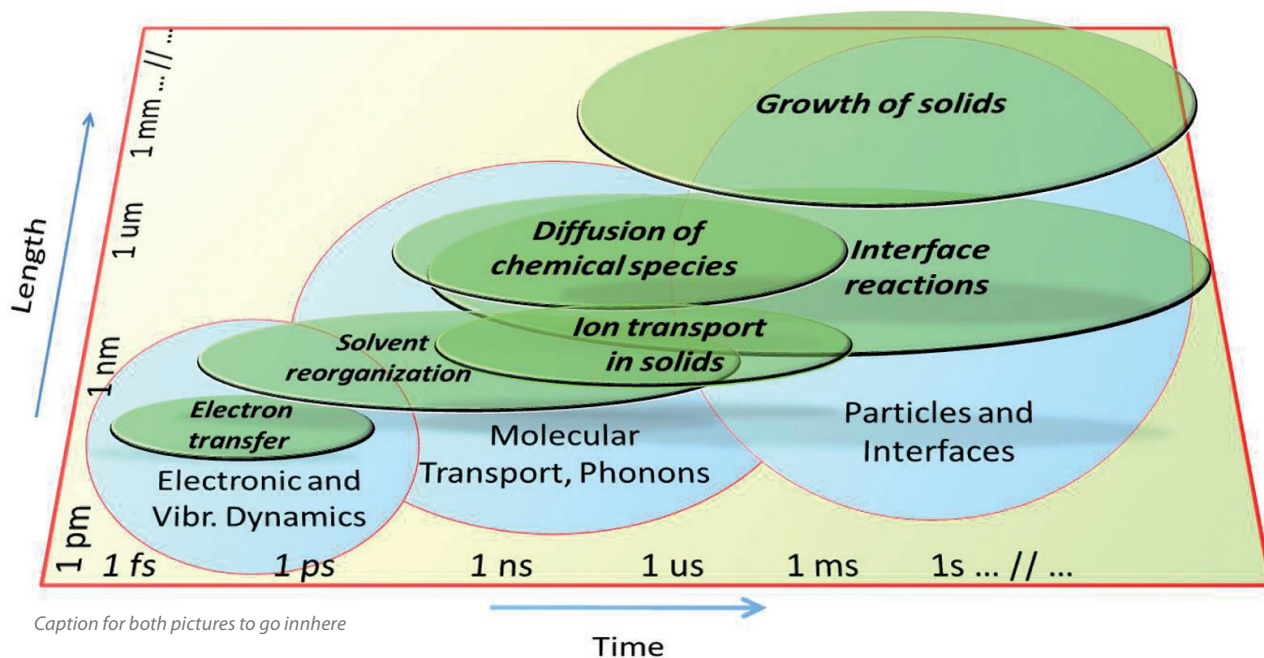 1 mm ... // ...
Growth of solids
1 um
Length
Diffusion of
chemical species
Interface
reactions
Ion transport
in solids
Solvent
reorganization
1 nm
Electron
transfer
Particles and
Interfaces
Molecular
Transport, Phonons
Electronic and
Vibr. Dynamics
1 pm
1 fs 1 ps 1 ns 1 us 1 ms 1s ... // ...
Caption for both pictures to go innhere
Time